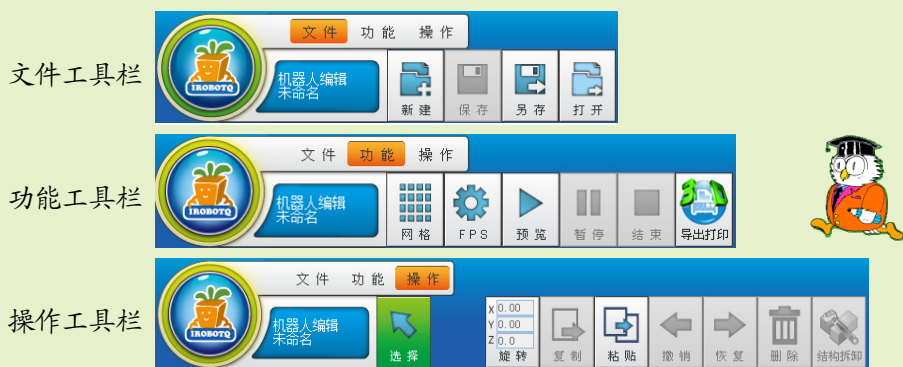 文件 功能 操作
文件工具栏
IROBOTQ
机器人编辑
未命名
新建 保存 另存 打开
文件 功能 操作
功能工具栏
IROBOTQ
机器人编辑
未命名
网格 FPS 预览 暂停 结束 3D 导出打印
文件 功能 操作
操作工具栏
IROBOTQ
机器人编辑
未命名
选择
X 0.00
Y 0.00
Z 0.0
旋转 复制 粘贴 撤销 恢复 删除 结构拆卸